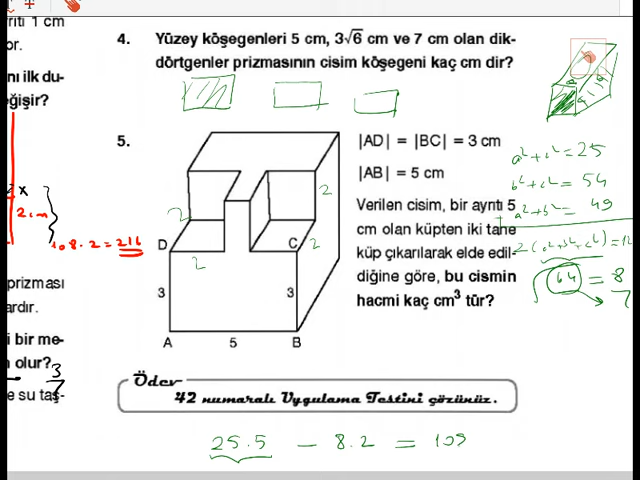 riti 1 cm
or.
nı ilk du-
eğişir?
x
2 cm
108.2 = 216
prizması
ardır.
i bir me-
n olur?
3
7
e su taş-
4. Yüzey köşegenleri 5 cm, 3√6 cm ve 7 cm olan dik-
dörtgenler prizmasının cisim köşegeni kaç cm dir?
a² + c² = 25
b² + c² = 54
a² + b² = 49
64 = 8
5.
|AD| = |BC| = 3 cm
|AB| = 5 cm
Verilen cisim, bir ayrıtı 5
cm olan küpten iki tane
küp çıkarılarak elde edil-
diğine göre, bu cismin
hacmi kaç cm³ tür?
2
2
D
2
C
2
3
3
A
5
B
Ödev
42 numaralı Uygulama Testini çözünüz.
25.5 - 8.2 = 109